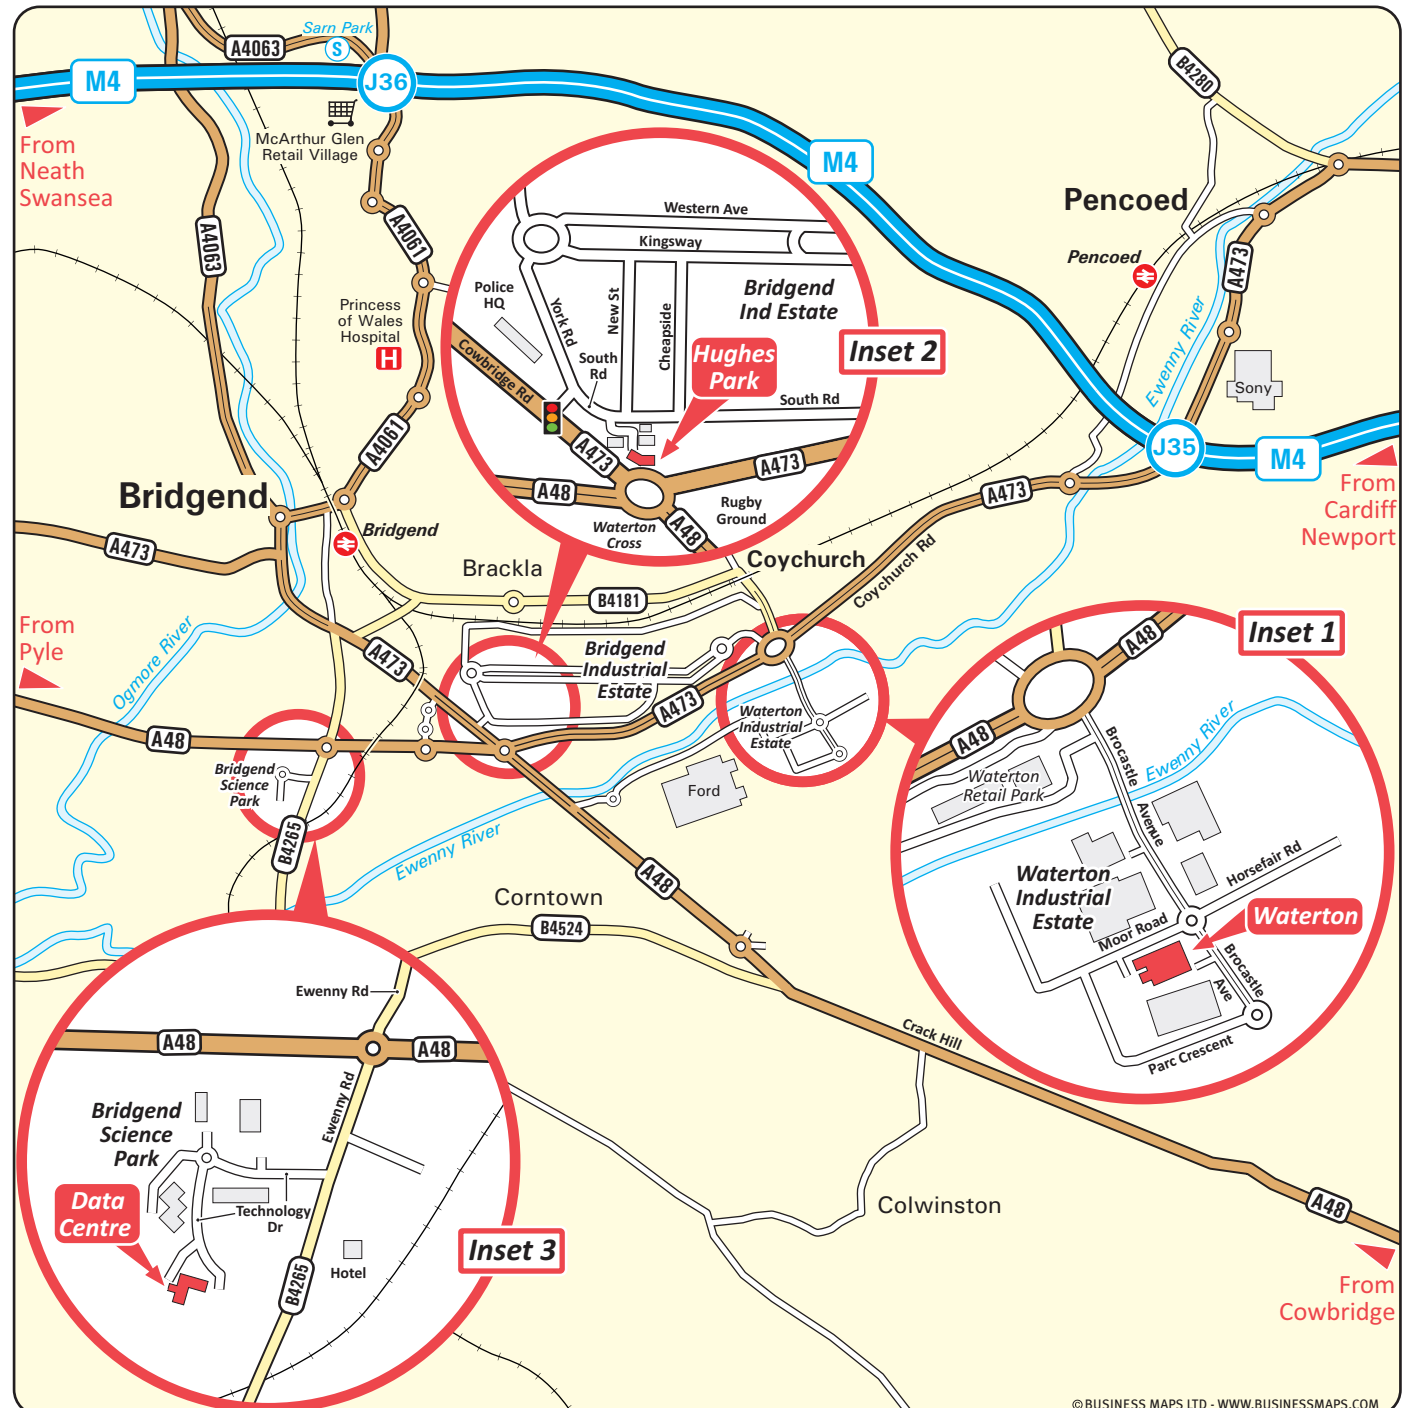 Sarn Park
S
A4063
M4
J36
B4280
From
Neath
Swansea
McArthur Glen
Retail Village
M4
Pencoed
A4063
A4061
Western Ave
Kingsway
Pencoed
A473
Princess
of Wales
Hospital
H
Police
HQ
York Rd
New St
Cheapside
Bridgend
Ind Estate
Inset 2
Ewenny River
Sony
Cowbridge Rd
South
Rd
Hughes
Park
South Rd
A4061
A473
A473
A48
Rugby
Ground
A48
Waterton
Cross
J35
M4
From
Cardiff
Newport
A473
Bridgend
Bridgend
A473
Brackla
B4181
Coychurch
Coychurch Rd
From
Pyle
Ogmore River
A473
Bridgend
Industrial
Estate
A473
Waterton
Industrial
Estate
Inset 1
A48
A48
Bridgend
Science
Park
Ford
B4265
Ewenny River
A48
A48
Brocastle
Avenue
Ewenny River
Waterton
Retail Park
Waterton
Industrial
Estate
Horsefair Rd
Moor Road
Waterton
Brocastle
Ave
Parc Crescent
Corntown
B4524
Ewenny Rd
A48
A48
Crack Hill
Ewenny Rd
Bridgend
Science
Park
Data
Centre
Technology
Dr
Hotel
B4265
Inset 3
Colwinston
A48
From
Cowbridge
© BUSINESS MAPS LTD - WWW.BUSINESSMAPS.COM